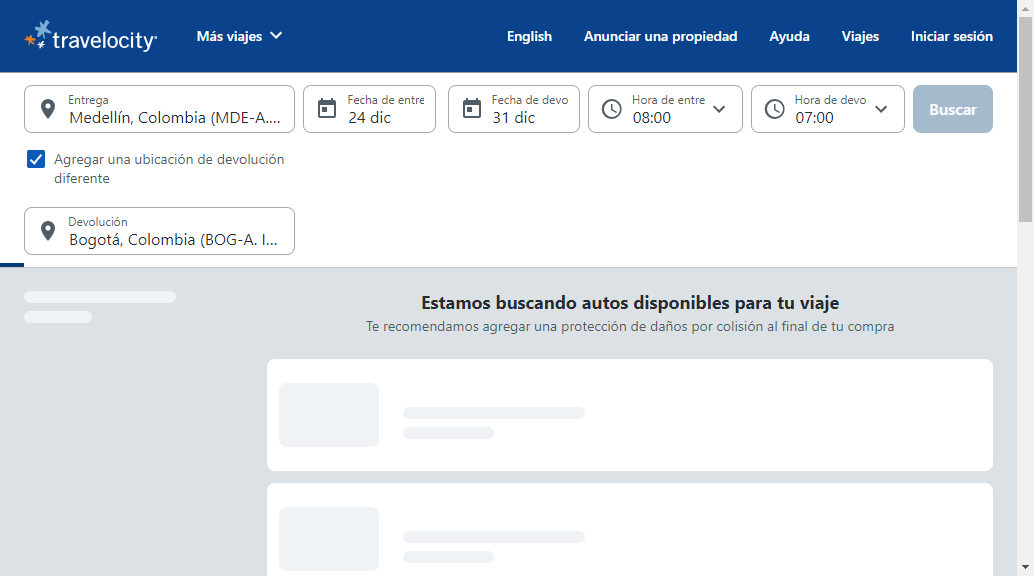 travelocity
Más viajes
English
Anunciar una propiedad
Ayuda
Viajes
Iniciar sesión
Entrega
Medellín, Colombia (MDE-A....
Fecha de entre
24 dic
Fecha de devo
31 dic
Hora de entre
08:00
Hora de devo
07:00
Buscar
Agregar una ubicación de devolución
diferente
Devolución
Bogotá, Colombia (BOG-A. I...
Estamos buscando autos disponibles para tu viaje
Te recomendamos agregar una protección de daños por colisión al final de tu compra